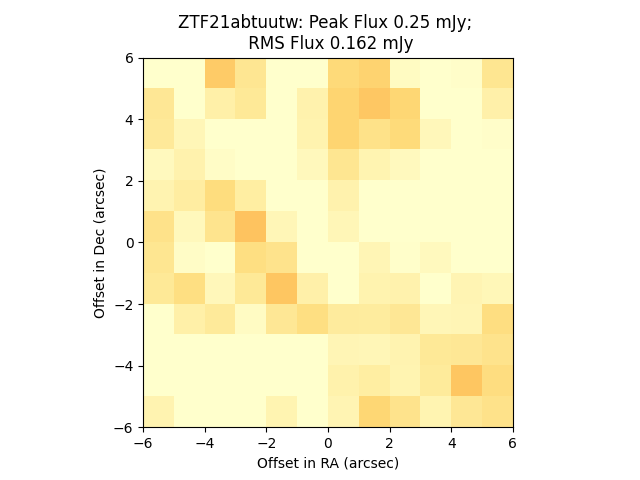 ZTF21abtuutw: Peak Flux 0.25 mJy;
RMS Flux 0.162 mJy
6
4
2
0
−2
−4
−6
Offset in Dec (arcsec)
−6 −4 −2 0 2 4 6
Offset in RA (arcsec)